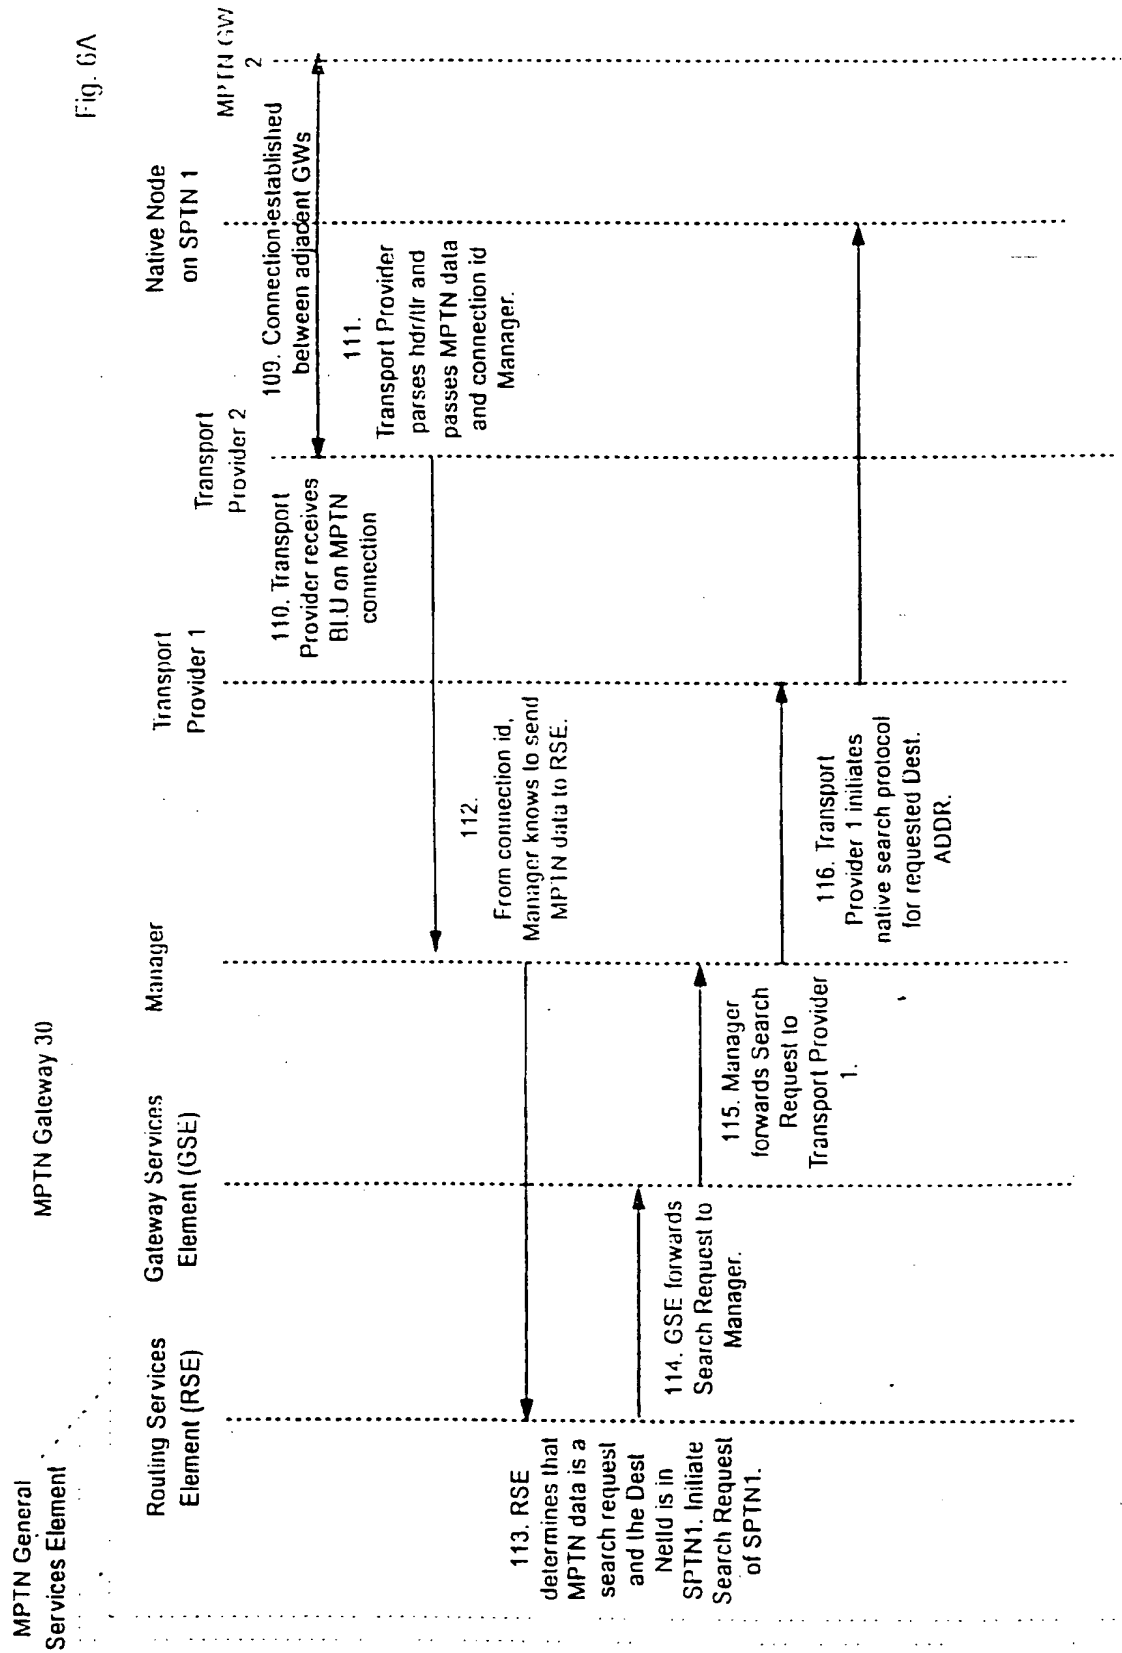 Fig. 6A
MPTN Gateway 30
MPTN General
Services Element
Routing Services
Element (RSE)
Gateway Services
Element (GSE)
Manager
Transport
Provider 1
Transport
Provider 2
Native Node
on SPTN 1
MPTN GW
2
109. Connection established
between adjacent GWs
110. Transport
Provider receives
BLU on MPTN
connection
111.
Transport Provider
parses hdr/tlr and
passes MPTN data
and connection id
Manager.
112.
From connection id,
Manager knows to send
MPTN data to RSE.
113. RSE
determines that
MPTN data is a
search request
and the Dest
NetId is in
SPTN1. Initiate
Search Request
of SPTN1.
114. GSE forwards
Search Request to
Manager.
115. Manager
forwards Search
Request to
Transport Provider
1.
116. Transport
Provider 1 initiates
native search protocol
for requested Dest.
ADDR.